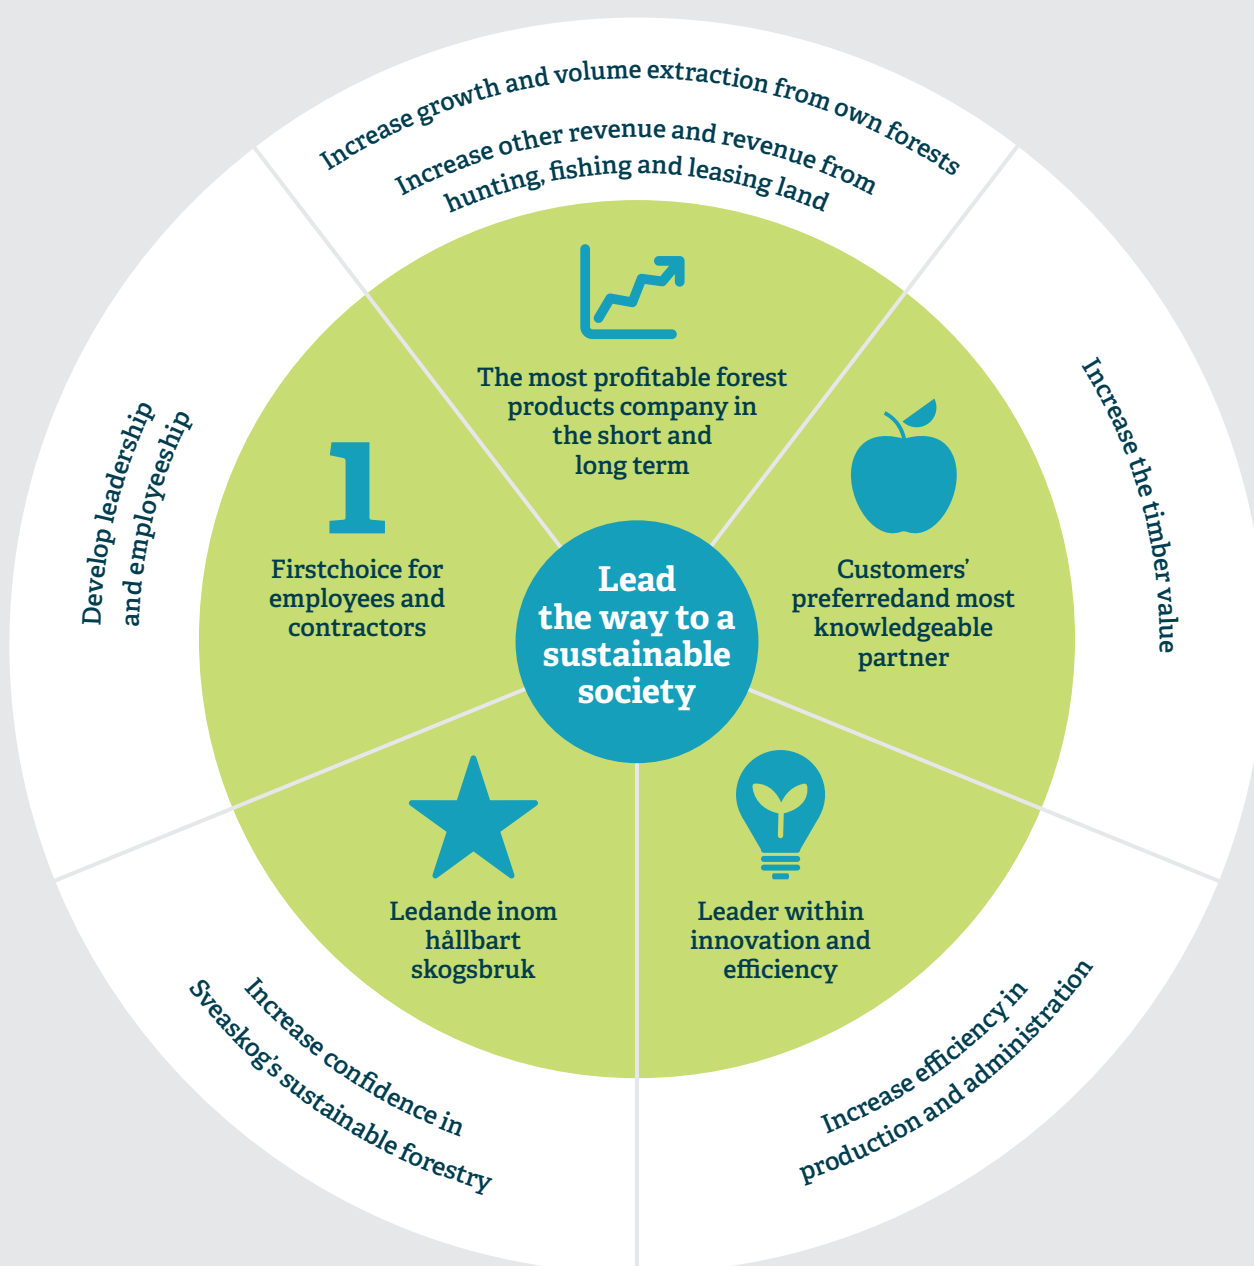 Increase growth and volume extraction from own forests
Increase other revenue and revenue from
hunting, fishing and leasing land
The most profitable forest
products company in
the short and
long term
Increase the timber value
Customers’
preferredand most
knowledgeable
partner
Increase efficiency in
production and administration
Leader within
innovation and
efficiency
Increase confidence in
Sveaskog’s sustainable forestry
Ledande inom
hållbart
skogsbruk
Develop leadership
and employeeship
1
Firstchoice for
employees and
contractors
Lead
the way to a
sustainable
society